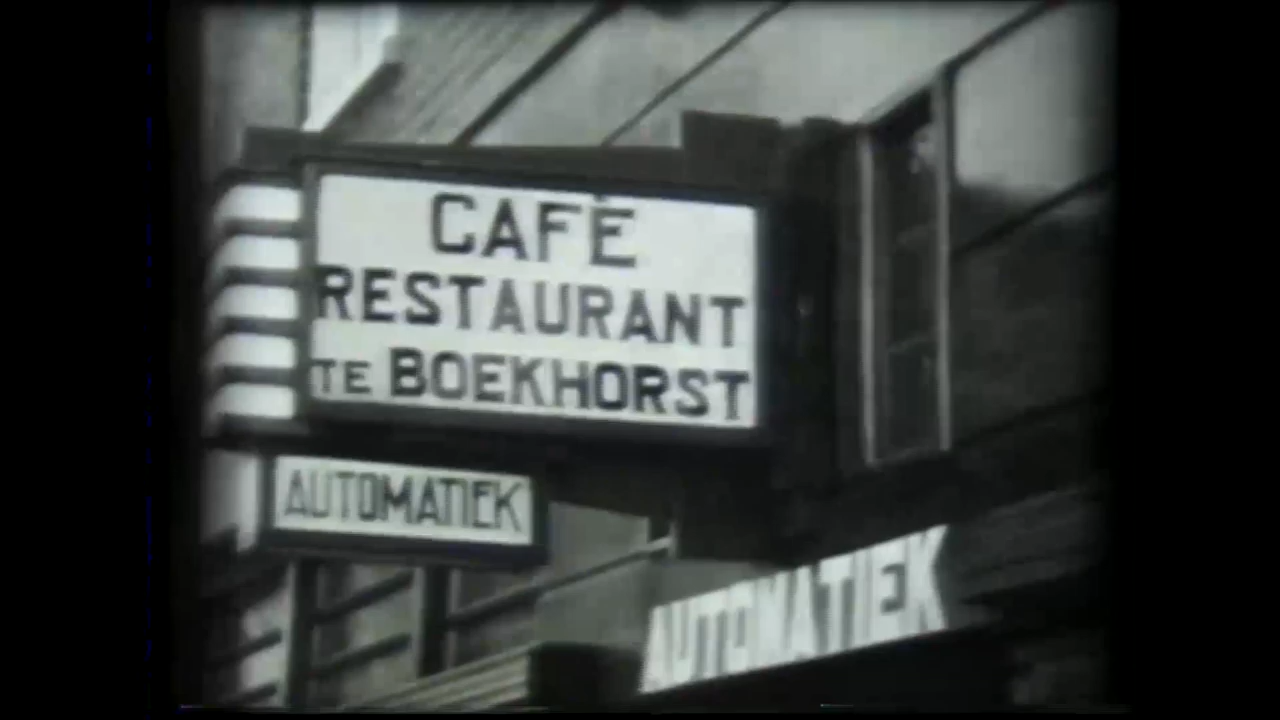 CAFÉ
RESTAURANT
TE BOEKHORST
AUTOMATIEK
AUTOMATIEK